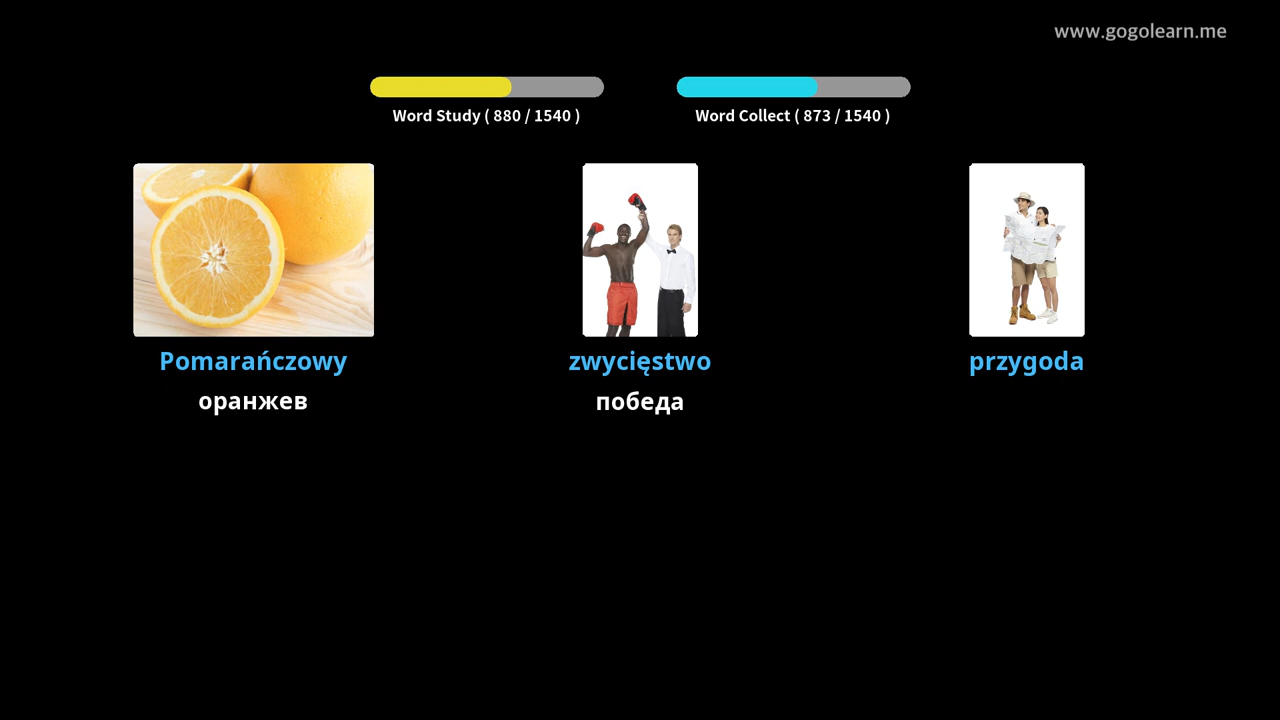 www.gogolearn.me
Word Study ( 880 / 1540 )
Word Collect ( 873 / 1540 )
Pomarańczowy
оранжев
zwycięstwo
победа
przygoda